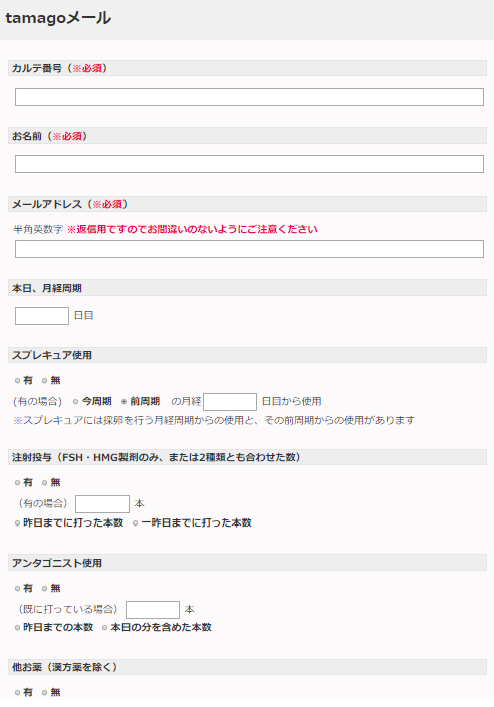 tamagoメール
カルテ番号（※必須）
お名前（※必須）
メールアドレス（※必須）
半角英数字 ※返信用ですのでお間違いのないようにご注意ください
本日、月経周期
日目
スプレキュア使用
有 無
(有の場合) 今周期 前周期 の月経 日目から使用
※スプレキュアには採卵を行う月経周期からの使用と、その前周期からの使用があります
注射投与（FSH・HMG製剤のみ、または2種類とも合わせた数）
有 無
（有の場合） 本
昨日までに打った本数 一昨日までに打った本数
アンタゴニスト使用
有 無
（既に打っている場合） 本
昨日までの本数 本日の分を含めた本数
他お薬（漢方薬を除く）
有 無